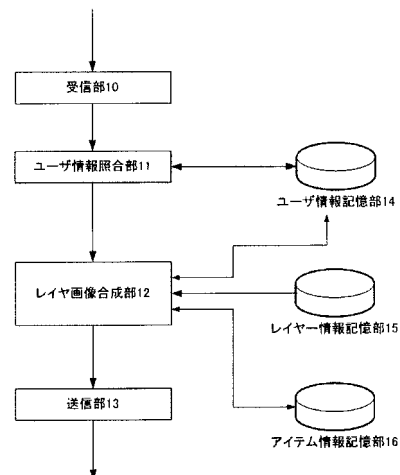 受信部10
ユーザ情報照合部11
ユーザ情報記憶部14
レイヤ画像合成部12
レイヤー情報記憶部15
送信部13
アイテム情報記憶部16